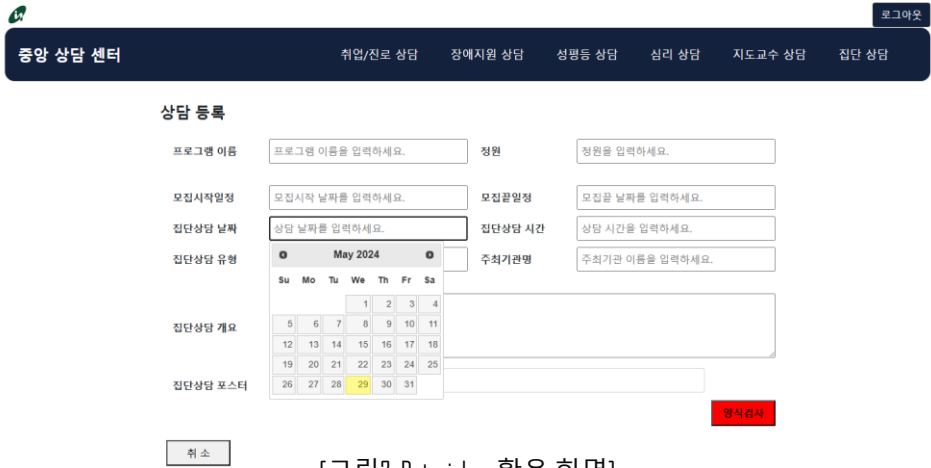 로그아웃
중앙 상담 센터 취업/진로 상담 장애지원 상담 성평등 상담 심리 상담 지도교수 상담 집단 상담
상담 등록
프로그램 이름 프로그램 이름을 입력하세요. 정원 정원을 입력하세요.
모집시작일정 모집시작 날짜를 입력하세요. 모집끝일정 모집끝 날짜를 입력하세요.
집단상담 날짜 상담 날짜를 입력하세요. 집단상담 시간 상담 시간을 입력하세요.
집단상담 유형 주최기관명 주최기관 이름을 입력하세요.
May 2024
Su Mo Tu We Th Fr Sa
1 2 3 4
5 6 7 8 9 10 11
12 13 14 15 16 17 18
19 20 21 22 23 24 25
26 27 28 29 30 31
집단상담 개요
집단상담 포스터
양식검사
취 소